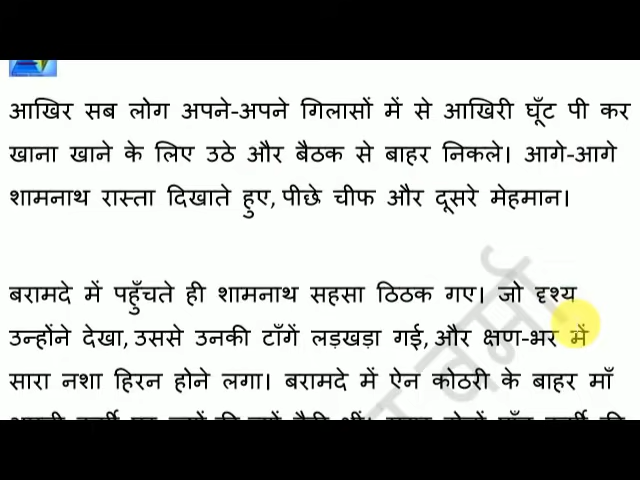 आखिर सब लोग अपने-अपने गिलासों में से आखिरी घूँट पी कर
खाना खाने के लिए उठे और बैठक से बाहर निकले। आगे-आगे
शामनाथ रास्ता दिखाते हुए, पीछे चीफ और दूसरे मेहमान।
बरामदे में पहुँचते ही शामनाथ सहसा ठिठक गए। जो दृश्य
उन्होंने देखा, उससे उनकी टाँगें लड़खड़ा गई, और क्षण-भर में
सारा नशा हिरन होने लगा। बरामदे में ऐन कोठरी के बाहर माँ